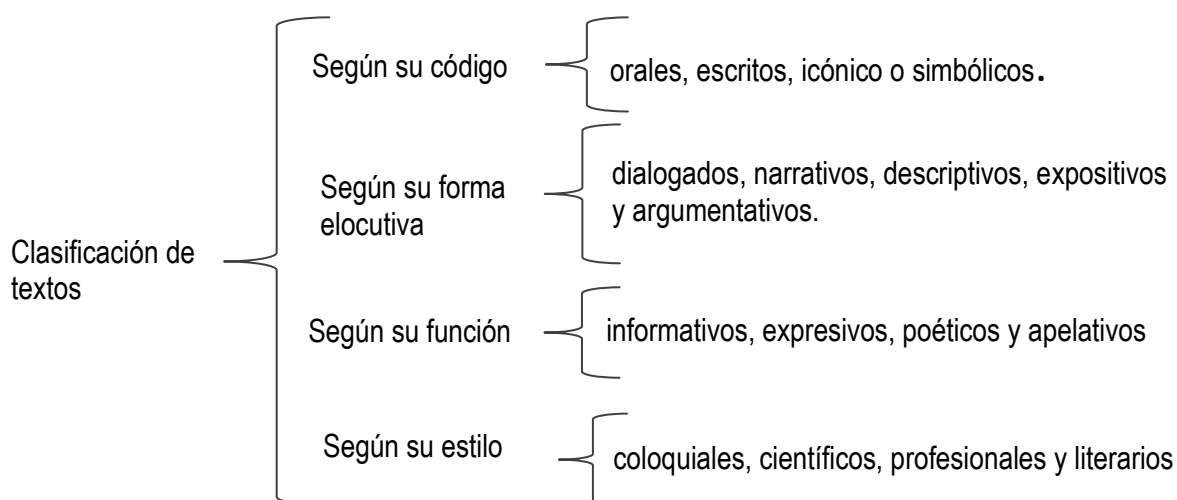 Clasificación de
textos
Según su código
orales, escritos, icónico o simbólicos.
Según su forma
elocutiva
dialogados, narrativos, descriptivos, expositivos
y argumentativos.
Según su función
informativos, expresivos, poéticos y apelativos
Según su estilo
coloquiales, científicos, profesionales y literarios